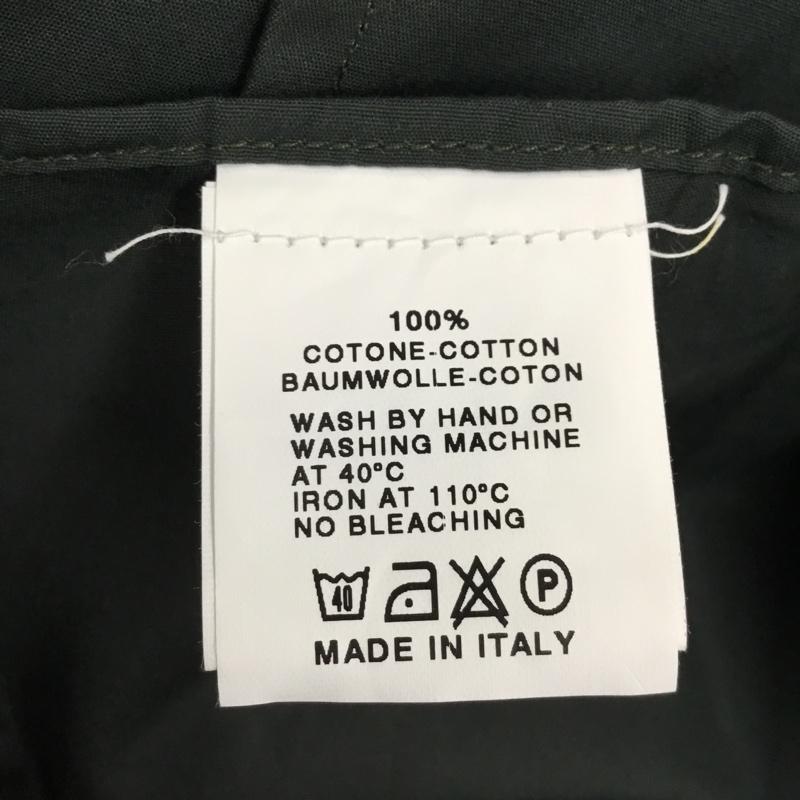 100%
COTONE-COTTON
BAUMWOLLE-COTON
WASH BY HAND OR
WASHING MACHINE
AT 40°C
IRON AT 110°C
NO BLEACHING
40 P
MADE IN ITALY